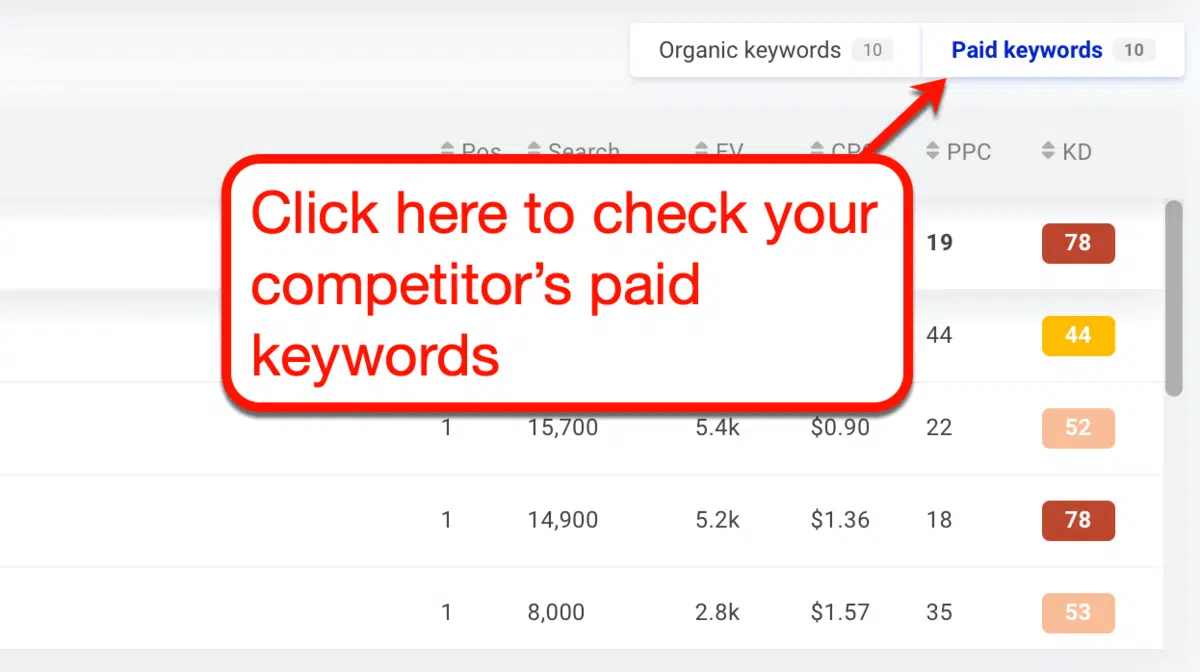 Organic keywords 10 Paid keywords 10
Pos Search EV CPC PPC KD
Click here to check your
competitor's paid
keywords
19 78
44 44
1 15,700 5.4k $0.90 22 52
1 14,900 5.2k $1.36 18 78
1 8,000 2.8k $1.57 35 53